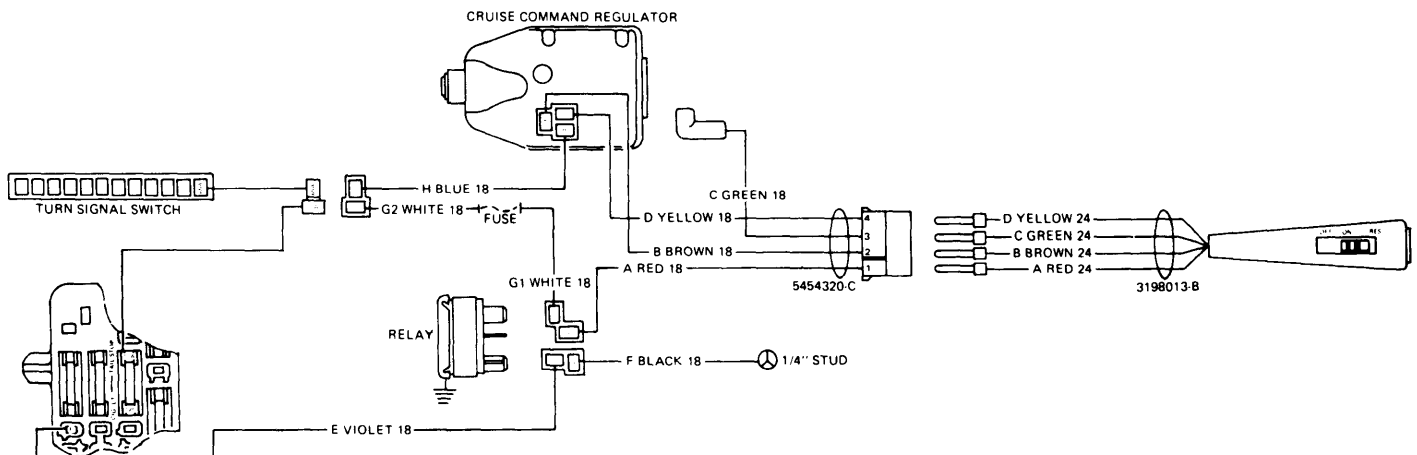 CRUISE COMMAND REGULATOR
TURN SIGNAL SWITCH
H BLUE 18
G2 WHITE 18
FUSE
C GREEN 18
D YELLOW 18
B BROWN 18
A RED 18
4
3
2
1
5454320-C
D YELLOW 24
C GREEN 24
B BROWN 24
A RED 24
3198013-B
OFF ON RES
G1 WHITE 18
RELAY
F BLACK 18
1/4" STUD
E VIOLET 18